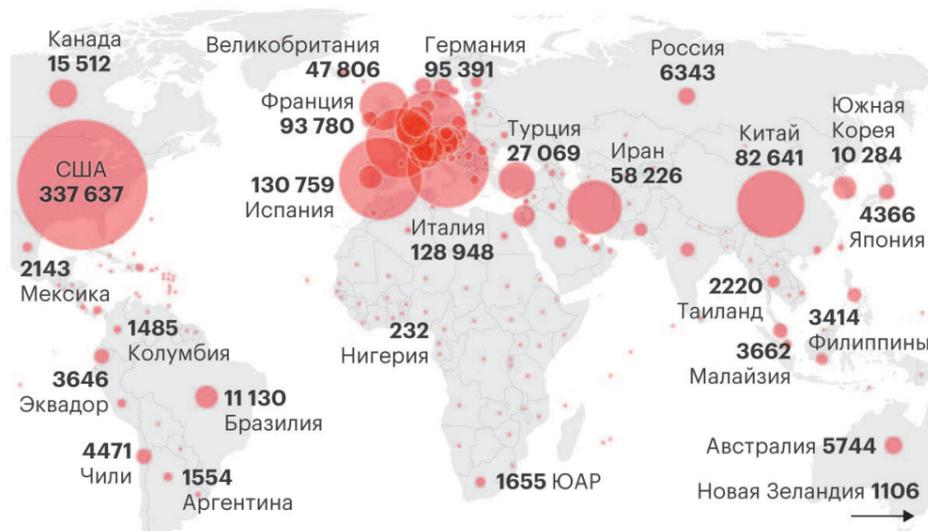 Канада
15 512
Великобритания
47 806
Германия
95 391
Россия
6343
Франция
93 780
Южная
Корея
10 284
Турция
27 069
Иран
58 226
Китай
82 641
США
337 637
130 759
Испания
4366
Япония
Италия
128 948
2143
Мексика
2220
Таиланд
1485
Колумбия
232
Нигерия
3414
Филиппины
3662
Малайзия
3646
Эквадор
11 130
Бразилия
4471
Чили
Австралия 5744
1554
Аргентина
1655 ЮАР
Новая Зеландия 1106